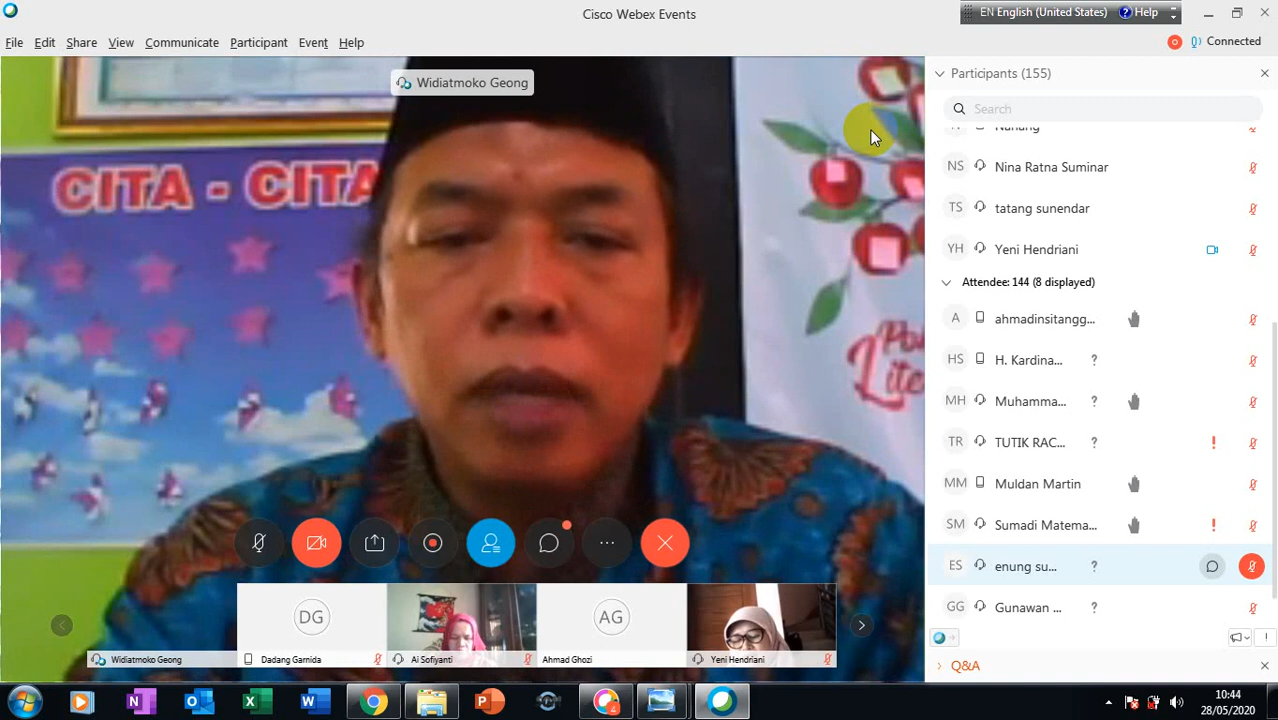 Cisco Webex Events
EN English (United States) Help
File Edit Share View Communicate Participant Event Help
Connected
Widiatmoko Geong
CITA - CITA
Participants (155)
Search
Nanang
NS Nina Ratna Suminar
TS tatang sunendar
YH Yeni Hendriani
Attendee: 144 (8 displayed)
A ahmadinsitangg...
HS H. Kardina... ?
MH Muhamma... ?
TR TUTIK RAC... ? !
MM Muldan Martin
SM Sumadi Matema... !
ES enung su... ?
GG Gunawan ... ?
DG
AG
Widiatmoko Geong
Dadang Garnida
Ai Sofiyanti
Ahmad Ghozi
Yeni Hendriani
Q&A
10:44
28/05/2020